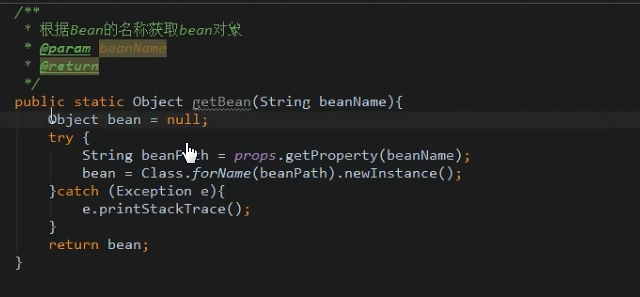 /**
 * 根据Bean的名称获取bean对象
 * @param beanName
 * @return
 */
public static Object getBean(String beanName){
    Object bean = null;
    try {
        String beanPath = props.getProperty(beanName);
        bean = Class.forName(beanPath).newInstance();
    }catch (Exception e){
        e.printStackTrace();
    }
    return bean;
}